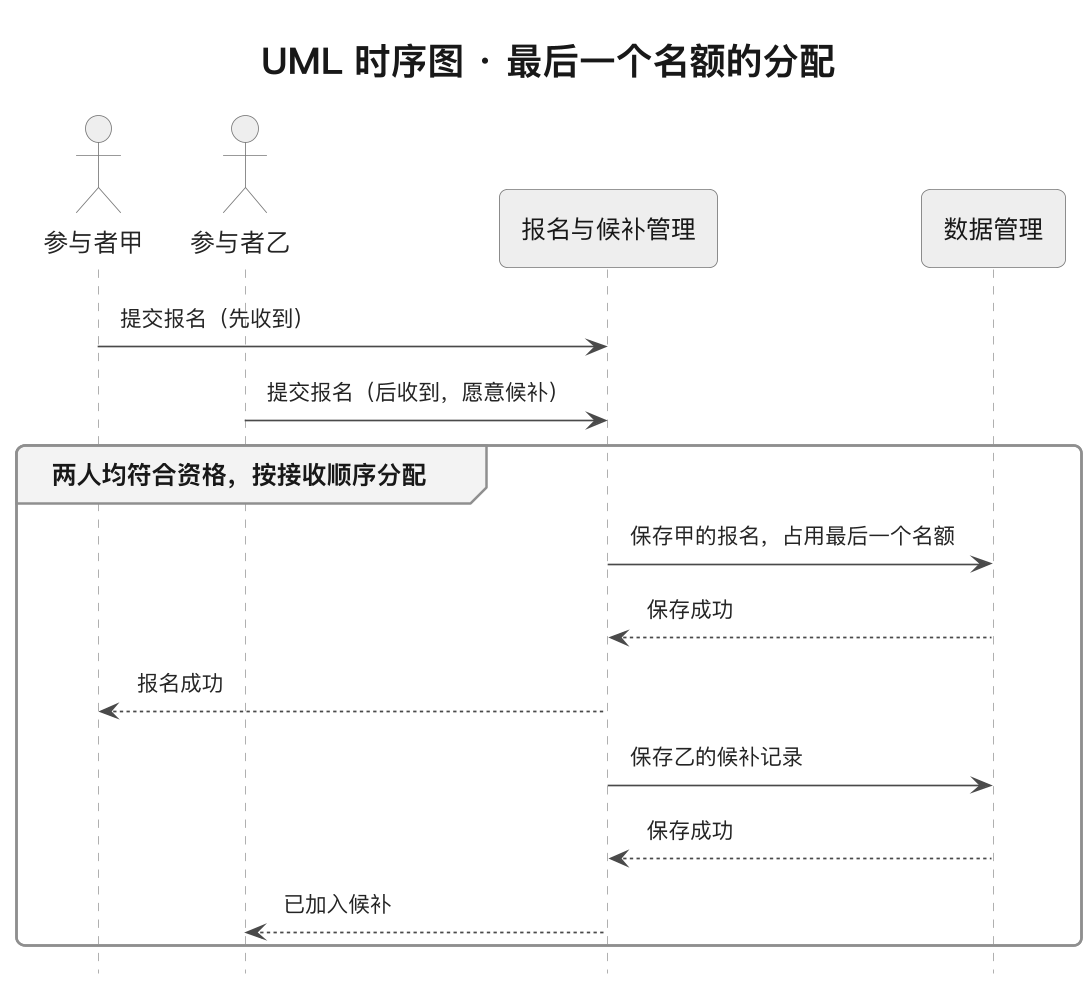 UML 时序图 · 最后一个名额的分配
参与者甲
参与者乙
报名与候补管理
数据管理
提交报名（先收到）
提交报名（后收到，愿意候补）
两人均符合资格，按接收顺序分配
保存甲的报名，占用最后一个名额
保存成功
报名成功
保存乙的候补记录
保存成功
已加入候补